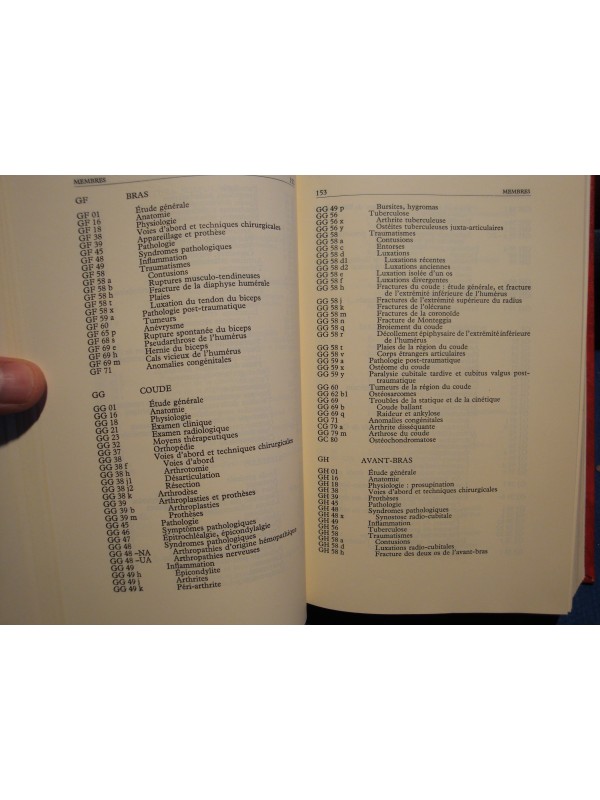 MEMBRES
GF BRAS
GF 01 Étude générale
GF 16 Anatomie
GF 18 Physiologie
GF 38 Voies d'abord et techniques chirurgicales
GF 39 Appareillage et prothèse
GF 45 Pathologie
GF 48 Syndromes pathologiques
GF 49 Inflammation
GF 58 Traumatismes
GF 58 a Contusions
GF 58 b Ruptures musculo-tendineuses
GF 58 h Fracture de la diaphyse humérale
GF 58 t Plaies
GF 58 x Luxation du tendon du biceps
GF 59 a Pathologie post-traumatique
GF 60 Tumeurs
GF 65 p Anévrysme
GF 68 s Rupture spontanée du biceps
GF 69 e Pseudarthrose de l'humérus
GF 69 h Hernie du biceps
GF 69 m Cals vicieux de l'humérus
GF 71 Anomalies congénitales
GG COUDE
GG 01 Étude générale
GG 16 Anatomie
GG 18 Physiologie
GG 21 Examen clinique
GG 23 Examen radiologique
GG 32 Moyens thérapeutiques
GG 37 Orthopédie
GG 38 Voies d'abord et techniques chirurgicales
GG 38 f Voies d'abord
GG 38 h Arthrotomie
GG 38 j1 Désarticulation
GG 38 j2 Résection
GG 38 k Arthrodèse
GG 39 Arthroplasties et prothèses
GG 39 b Arthroplasties
GG 39 m Prothèses
GG 45 Pathologie
GG 46 Symptômes pathologiques
GG 47 Épitrochléalgie, épicondylalgie
GG 48 Syndromes pathologiques
GG 48 -NA Arthropathies d'origine hémopathique
GG 48 -UA Arthropathies nerveuses
GG 49 Inflammation
GG 49 h Épicondylite
GG 49 j Arthrites
GG 49 k Péri-arthrite
153 MEMBRES
GG 49 p Bursites, hygromas
GG 56 Tuberculose
GG 56 x Arthrite tuberculeuse
GG 56 y Ostéites tuberculeuses juxta-articulaires
GG 58 Traumatismes
GG 58 a Contusions
GG 58 c Entorses
GG 58 d Luxations
GG 58 d1 Luxations récentes
GG 58 d2 Luxations anciennes
GG 58 e Luxation isolée d'un os
GG 58 f Luxations divergentes
GG 58 h Fractures du coude : étude générale, et fracture
de l'extrémité inférieure de l'humérus
GG 58 j Fractures de l'extrémité supérieure du radius
GG 58 k Fractures de l'olécrane
GG 58 m Fractures de la coronoïde
GG 58 n Fracture de Monteggia
GG 58 q Broiement du coude
GG 58 r Décollement épiphysaire de l'extrémité inférieure
de l'humérus
GG 58 t Plaies de la région du coude
GG 58 v Corps étrangers articulaires
GG 59 a Pathologie post-traumatique
GG 59 x Ostéome du coude
GG 59 y Paralysie cubitale tardive et cubitus valgus post-
traumatique
GG 60 Tumeurs de la région du coude
GG 62 b1 Ostéosarcomes
GG 69 Troubles de la statique et de la cinétique
GG 69 b Coude ballant
GG 69 q Raideur et ankylose
GG 71 Anomalies congénitales
CG 79 a Arthrite disséquante
GG 79 m Arthrose du coude
GC 80 Ostéochondromatose
GH AVANT-BRAS
GH 01 Étude générale
GH 16 Anatomie
GH 18 Physiologie : prosupination
GH 38 Voies d'abord et techniques chirurgicales
GH 39 Prothèses
GH 45 Pathologie
GH 48 Syndromes pathologiques
GH 48 x Synostose radio-cubitale
GH 49 Inflammation
GH 56 Tuberculose
GH 58 Traumatismes
GH 58 a Contusions
GH 58 d Luxations radio-cubitales
GH 58 h Fracture des deux os de l'avant-bras